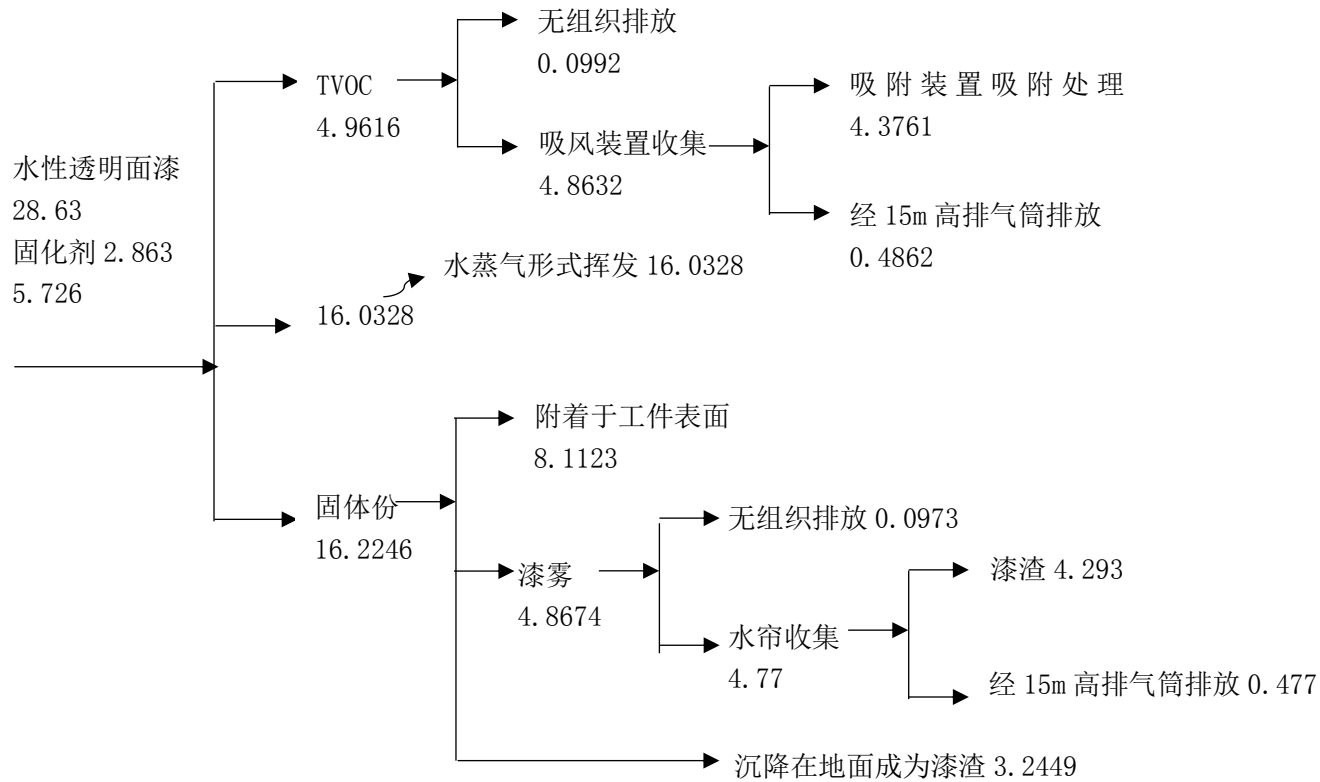 无组织排放
0.0992
TVOC
4.9616
吸附装置吸附处理
4.3761
吸风装置收集
4.8632
水性透明面漆
28.63
固化剂 2.863
5.726
经 15m 高排气筒排放
0.4862
水蒸气形式挥发 16.0328
16.0328
附着于工件表面
8.1123
固体份
16.2246
无组织排放 0.0973
漆雾
4.8674
漆渣 4.293
水帘收集
4.77
经 15m 高排气筒排放 0.477
沉降在地面成为漆渣 3.2449